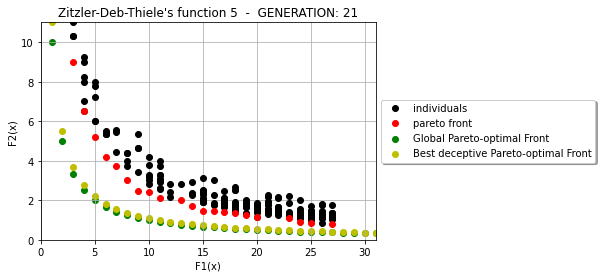 Zitzler-Deb-Thiele's function 5  -  GENERATION: 21
10
8
6
4
2
0
F2(x)
0 5 10 15 20 25 30
F1(x)
individuals
pareto front
Global Pareto-optimal Front
Best deceptive Pareto-optimal Front